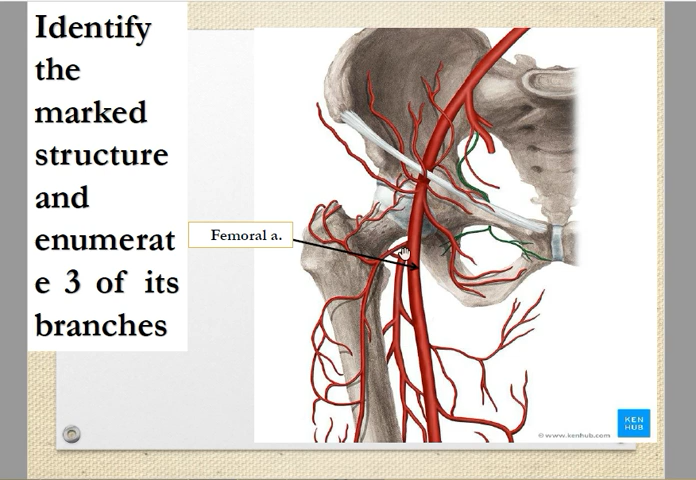 Identify
the
marked
structure
and
enumerat
e 3 of its
branches
Femoral a.
© www.kenhub.com
KEN
HUB